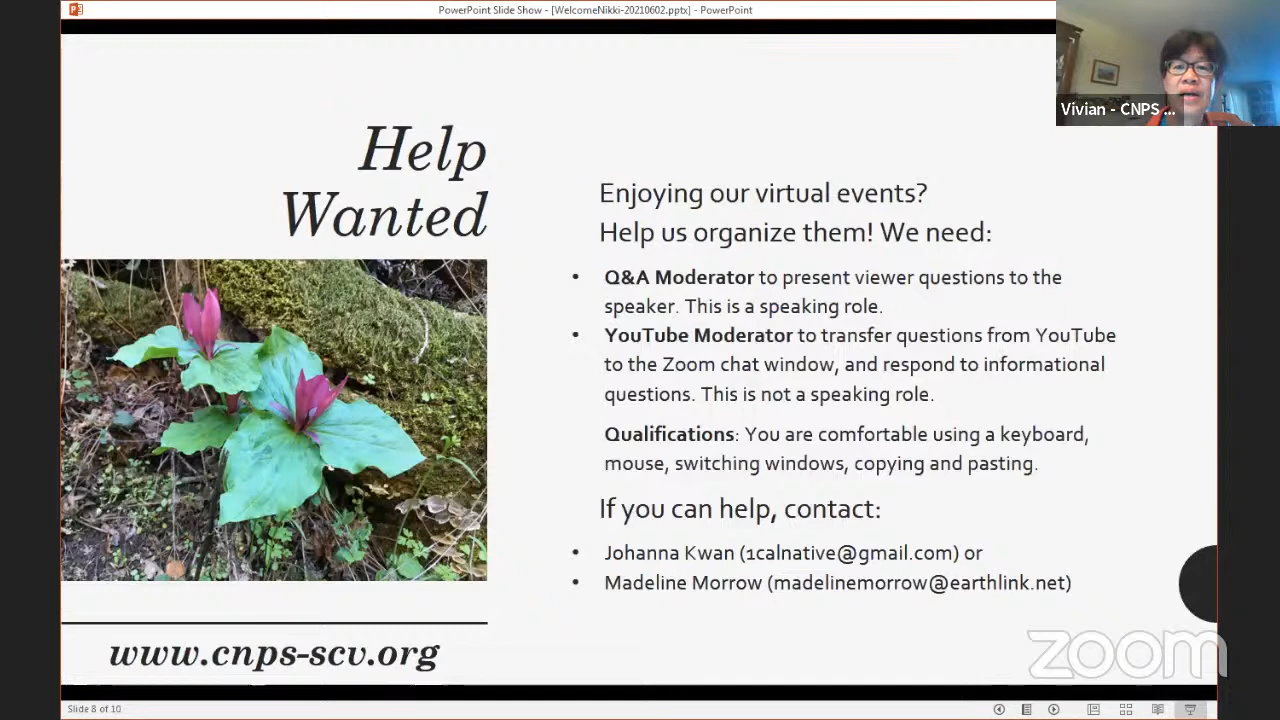 PowerPoint Slide Show - [WelcomeNikki-20210602.pptx] - PowerPoint
Vivian - CNPS ...
Help
Wanted
Enjoying our virtual events?
Help us organize them! We need:
• Q&A Moderator to present viewer questions to the
speaker. This is a speaking role.
• YouTube Moderator to transfer questions from YouTube
to the Zoom chat window, and respond to informational
questions. This is not a speaking role.
Qualifications: You are comfortable using a keyboard,
mouse, switching windows, copying and pasting.
If you can help, contact:
• Johanna Kwan (1calnative@gmail.com) or
• Madeline Morrow (madelinemorrow@earthlink.net)
www.cnps-scv.org
zoom
Slide 8 of 10